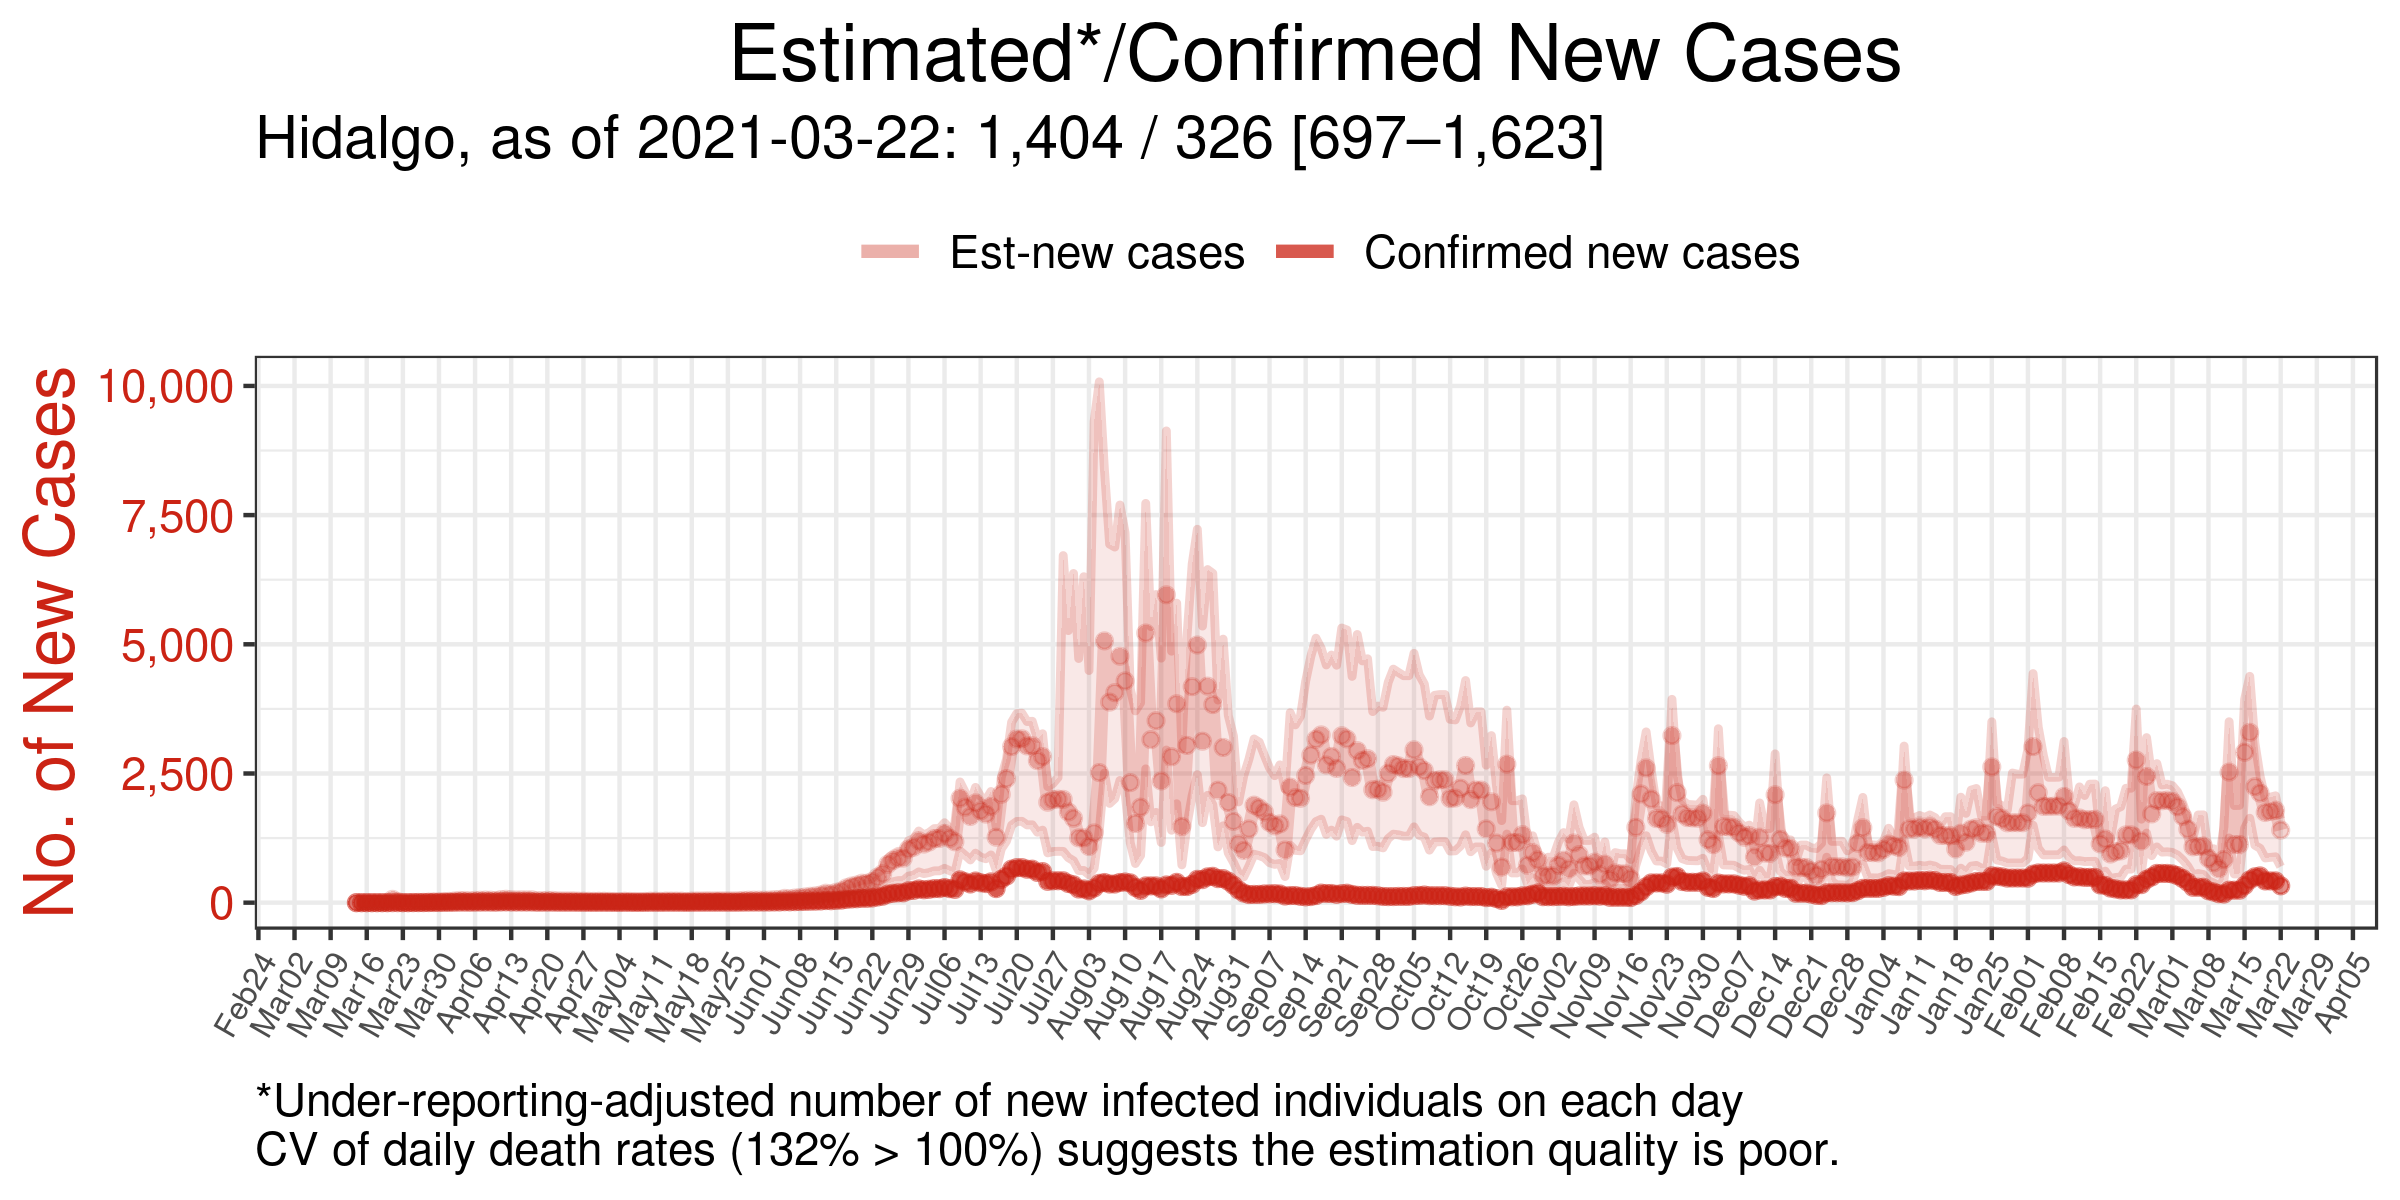 Estimated*/Confirmed New Cases
Hidalgo, as of 2021-03-22: 1,404 / 326 [697–1,623]
Est-new cases Confirmed new cases
No. of New Cases
10,000
7,500
5,000
2,500
0
Feb24 Mar02 Mar09 Mar16 Mar23 Mar30 Apr06 Apr13 Apr20 Apr27 May04 May11 May18 May25 Jun01 Jun08 Jun15 Jun22 Jun29 Jul06 Jul13 Jul20 Jul27 Aug03 Aug10 Aug17 Aug24 Aug31 Sep07 Sep14 Sep21 Sep28 Oct05 Oct12 Oct19 Oct26 Nov02 Nov09 Nov16 Nov23 Nov30 Dec07 Dec14 Dec21 Dec28 Jan04 Jan11 Jan18 Jan25 Feb01 Feb08 Feb15 Feb22 Mar01 Mar08 Mar15 Mar22 Mar29 Apr05
*Under-reporting-adjusted number of new infected individuals on each day
CV of daily death rates (132% > 100%) suggests the estimation quality is poor.